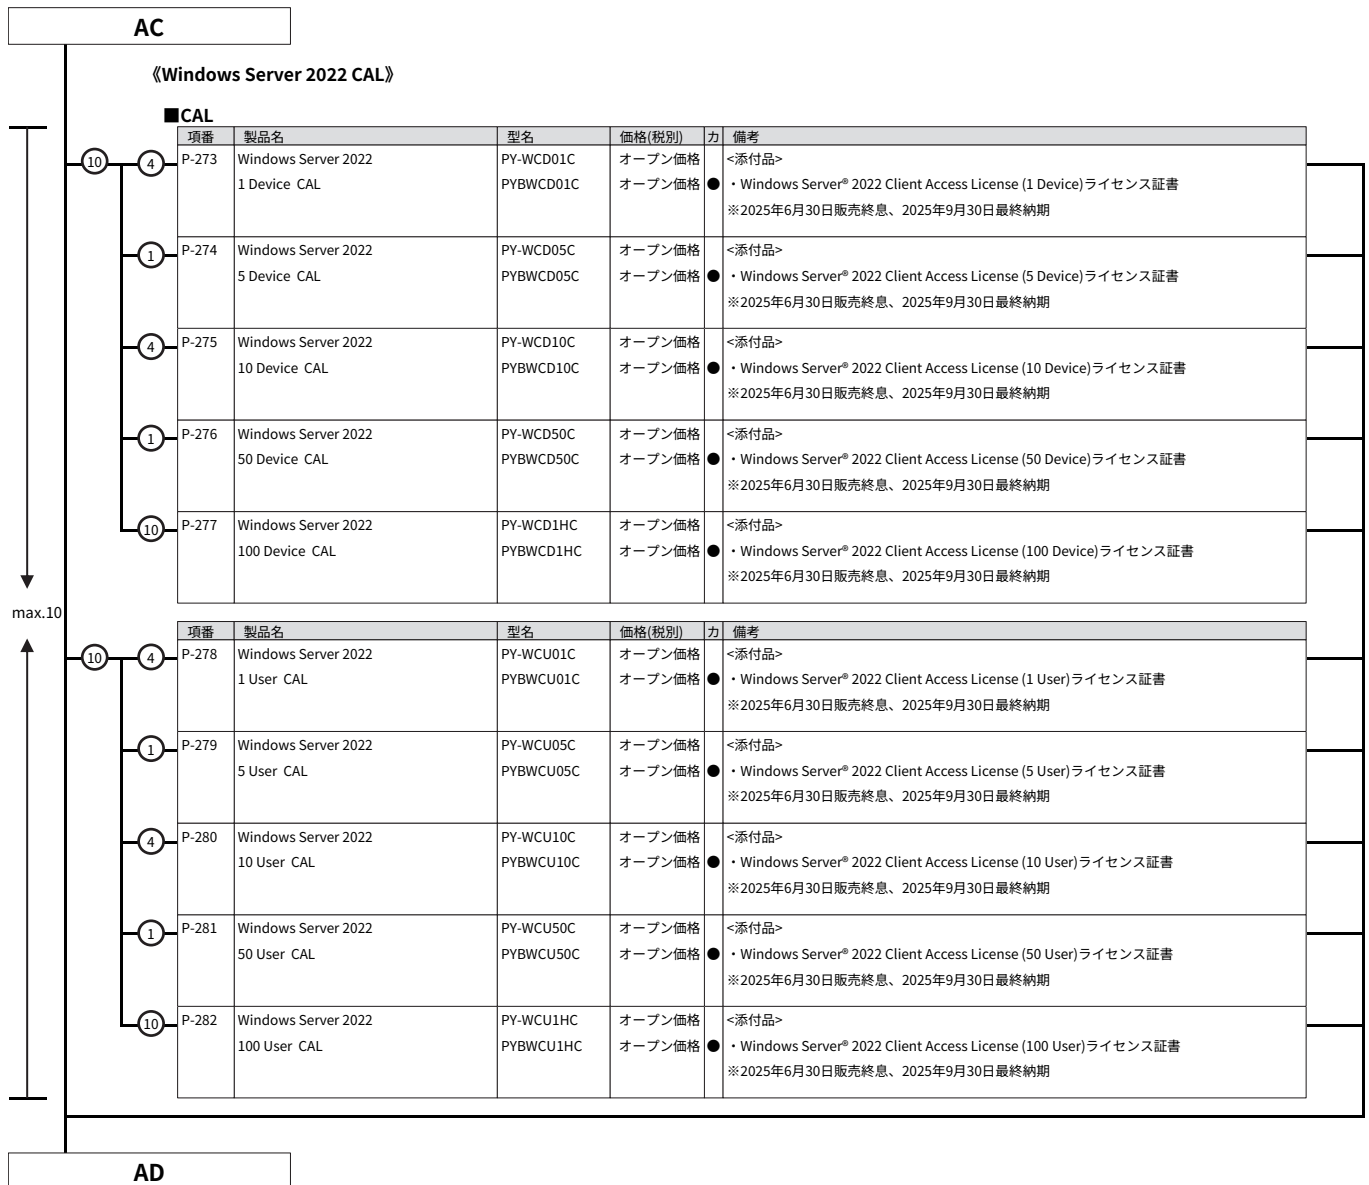 AC
《Windows Server 2022 CAL》
■CAL
項番 製品名 型名 価格(税別) カ 備考
10 4 P-273 Windows Server 2022 PY-WCD01C オープン価格 <添付品>
1 Device CAL PYBWCD01C オープン価格 ● ・Windows Server® 2022 Client Access License (1 Device)ライセンス証書
※2025年6月30日販売終息、2025年9月30日最終納期
1 P-274 Windows Server 2022 PY-WCD05C オープン価格 <添付品>
5 Device CAL PYBWCD05C オープン価格 ● ・Windows Server® 2022 Client Access License (5 Device)ライセンス証書
※2025年6月30日販売終息、2025年9月30日最終納期
4 P-275 Windows Server 2022 PY-WCD10C オープン価格 <添付品>
10 Device CAL PYBWCD10C オープン価格 ● ・Windows Server® 2022 Client Access License (10 Device)ライセンス証書
※2025年6月30日販売終息、2025年9月30日最終納期
1 P-276 Windows Server 2022 PY-WCD50C オープン価格 <添付品>
50 Device CAL PYBWCD50C オープン価格 ● ・Windows Server® 2022 Client Access License (50 Device)ライセンス証書
※2025年6月30日販売終息、2025年9月30日最終納期
10 P-277 Windows Server 2022 PY-WCD1HC オープン価格 <添付品>
100 Device CAL PYBWCD1HC オープン価格 ● ・Windows Server® 2022 Client Access License (100 Device)ライセンス証書
※2025年6月30日販売終息、2025年9月30日最終納期
max.10
項番 製品名 型名 価格(税別) カ 備考
10 4 P-278 Windows Server 2022 PY-WCU01C オープン価格 <添付品>
1 User CAL PYBWCU01C オープン価格 ● ・Windows Server® 2022 Client Access License (1 User)ライセンス証書
※2025年6月30日販売終息、2025年9月30日最終納期
1 P-279 Windows Server 2022 PY-WCU05C オープン価格 <添付品>
5 User CAL PYBWCU05C オープン価格 ● ・Windows Server® 2022 Client Access License (5 User)ライセンス証書
※2025年6月30日販売終息、2025年9月30日最終納期
4 P-280 Windows Server 2022 PY-WCU10C オープン価格 <添付品>
10 User CAL PYBWCU10C オープン価格 ● ・Windows Server® 2022 Client Access License (10 User)ライセンス証書
※2025年6月30日販売終息、2025年9月30日最終納期
1 P-281 Windows Server 2022 PY-WCU50C オープン価格 <添付品>
50 User CAL PYBWCU50C オープン価格 ● ・Windows Server® 2022 Client Access License (50 User)ライセンス証書
※2025年6月30日販売終息、2025年9月30日最終納期
10 P-282 Windows Server 2022 PY-WCU1HC オープン価格 <添付品>
100 User CAL PYBWCU1HC オープン価格 ● ・Windows Server® 2022 Client Access License (100 User)ライセンス証書
※2025年6月30日販売終息、2025年9月30日最終納期
AD